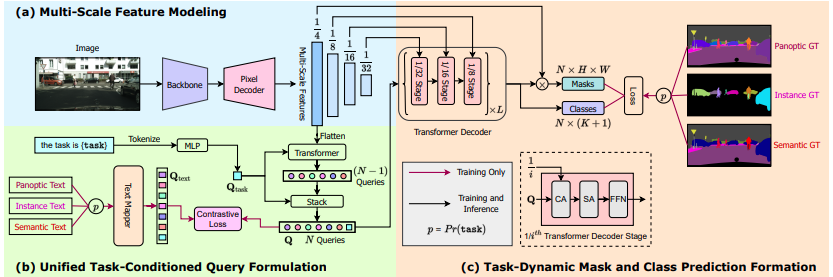 (a) Multi-Scale Feature Modeling
Image
Backbone
Pixel
Decoder
Multi-Scale Features
1/4
1/8
1/16
1/32
1/32 Stage
1/16 Stage
1/8 Stage
×L
Transformer Decoder
N × H × W
Masks
Classes
N × (K + 1)
Loss
p
Panoptic GT
Instance GT
Semantic GT
Flatten
the task is {task}
Tokenize
MLP
Q_task
Transformer
(N − 1)
Queries
Stack
Q N Queries
Panoptic Text
Instance Text
Semantic Text
p
Text Mapper
Q_text
Contrastive
Loss
(b) Unified Task-Conditioned Query Formulation
Training Only
Training and
Inference
p = Pr(task)
1/i
Q
CA
SA
FFN
1/i^th Transformer Decoder Stage
(c) Task-Dynamic Mask and Class Prediction Formation